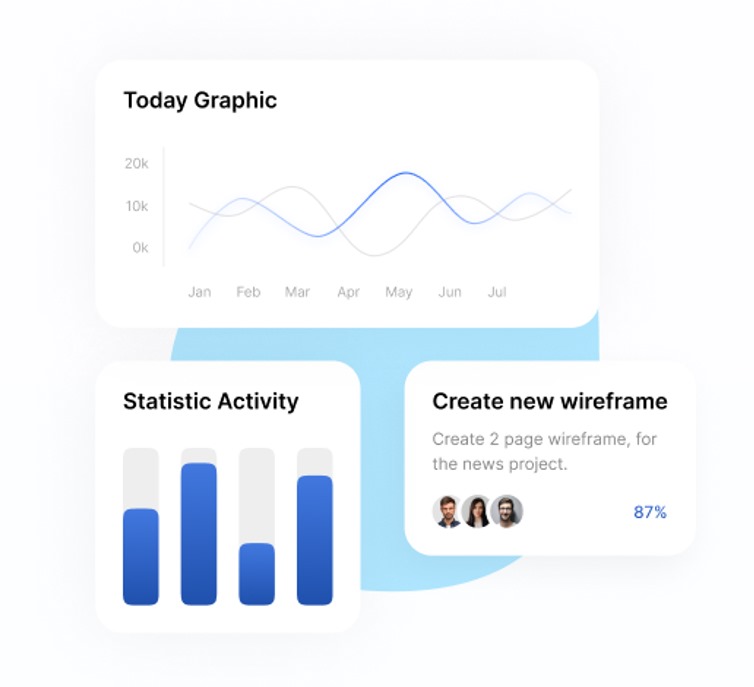 Today Graphic
20k
10k
0k
Jan Feb Mar Apr May Jun Jul
Statistic Activity
Create new wireframe
Create 2 page wireframe, for
the news project.
87%